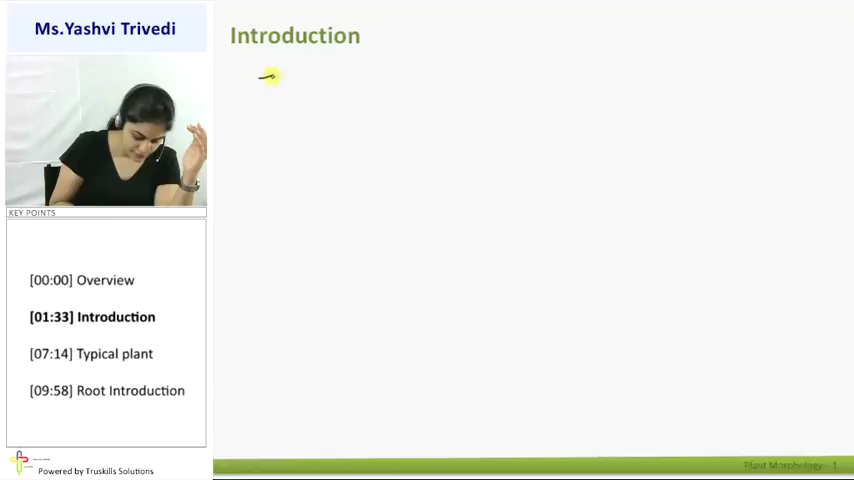 Ms.Yashvi Trivedi
Introduction
KEY POINTS
[00:00] Overview
[01:33] Introduction
[07:14] Typical plant
[09:58] Root Introduction
Powered by Truskills Solutions
Plant Morphology - 1